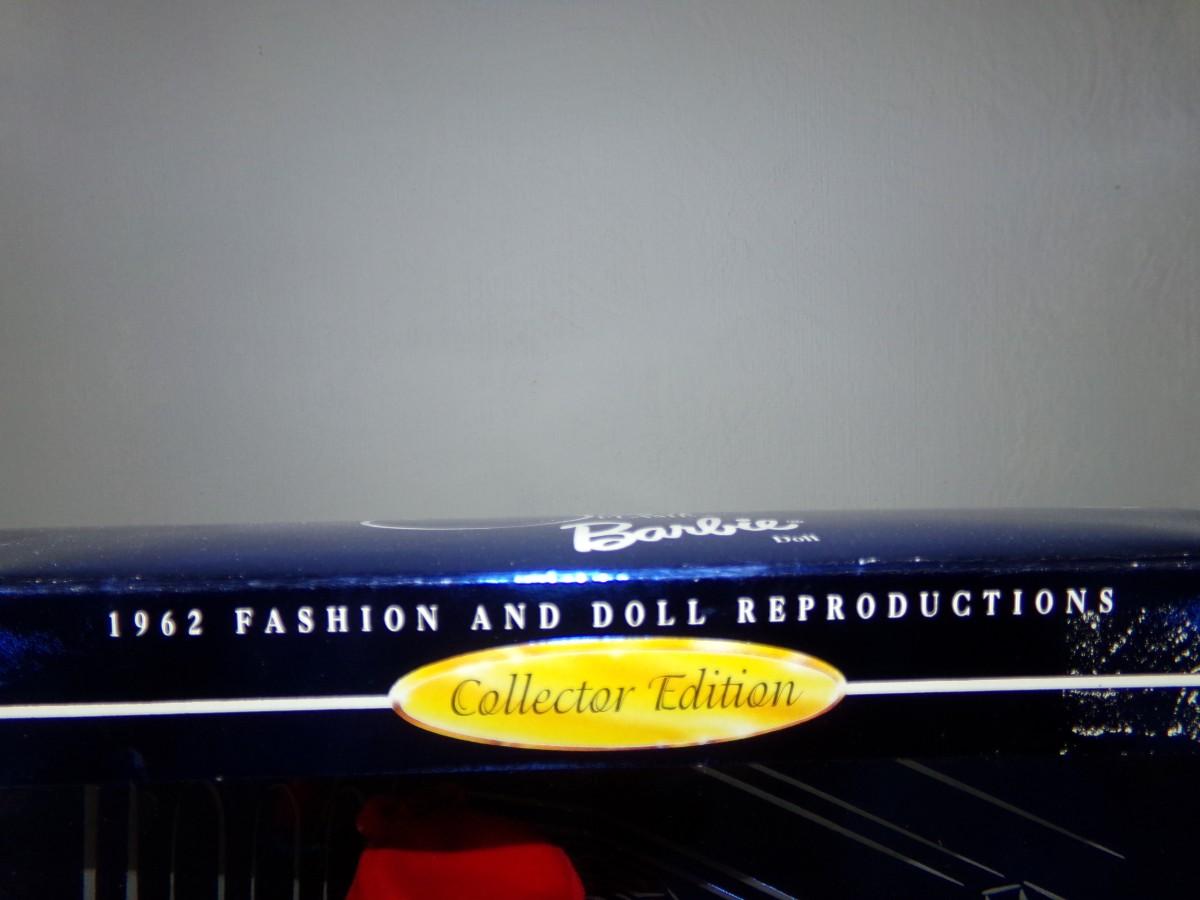 Barbie®
Doll
1962 FASHION AND DOLL REPRODUCTIONS
Collector Edition